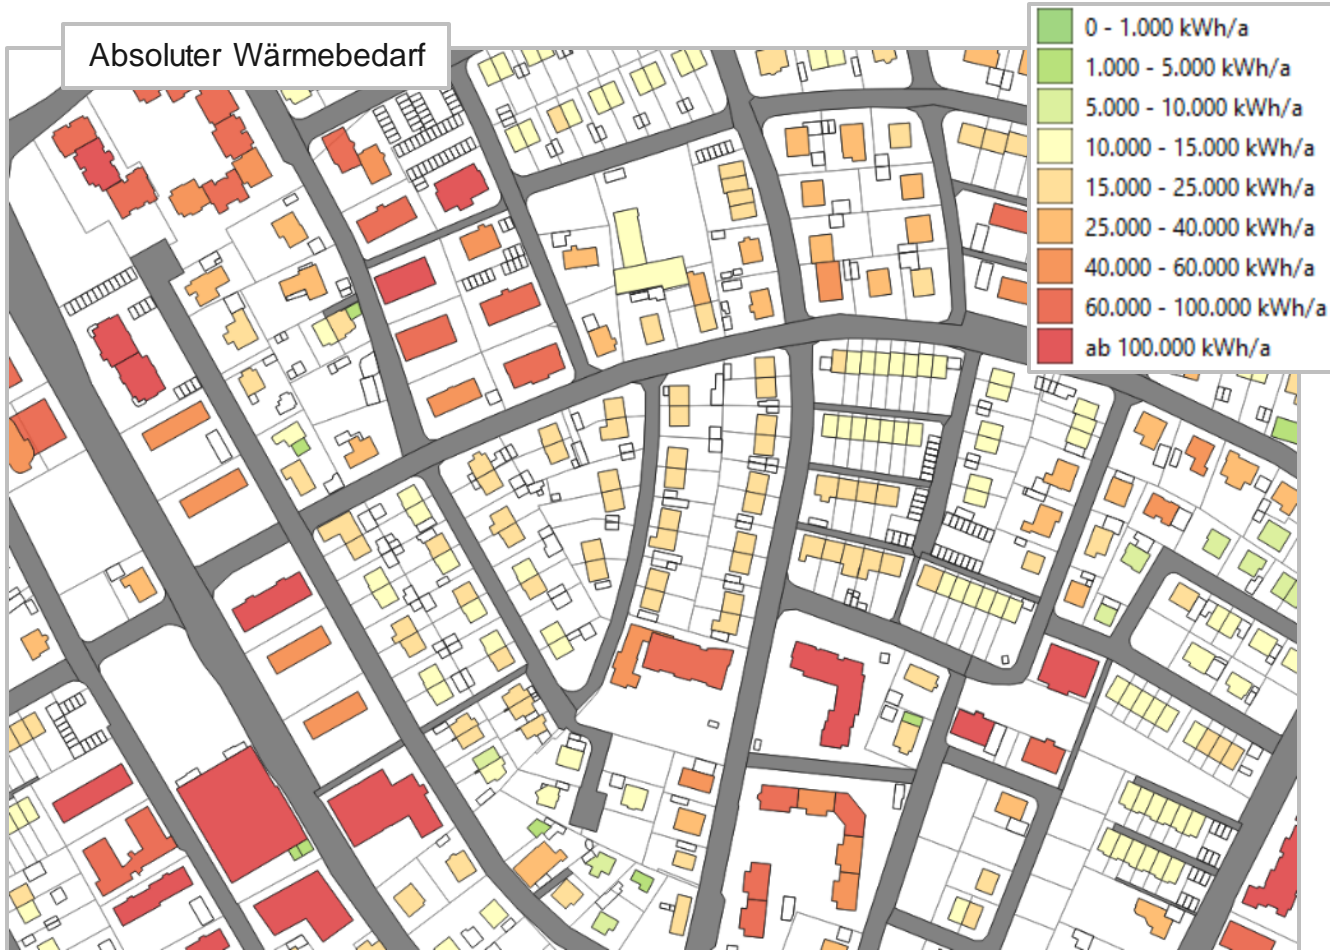 Absoluter Wärmebedarf
0 - 1.000 kWh/a
1.000 - 5.000 kWh/a
5.000 - 10.000 kWh/a
10.000 - 15.000 kWh/a
15.000 - 25.000 kWh/a
25.000 - 40.000 kWh/a
40.000 - 60.000 kWh/a
60.000 - 100.000 kWh/a
ab 100.000 kWh/a